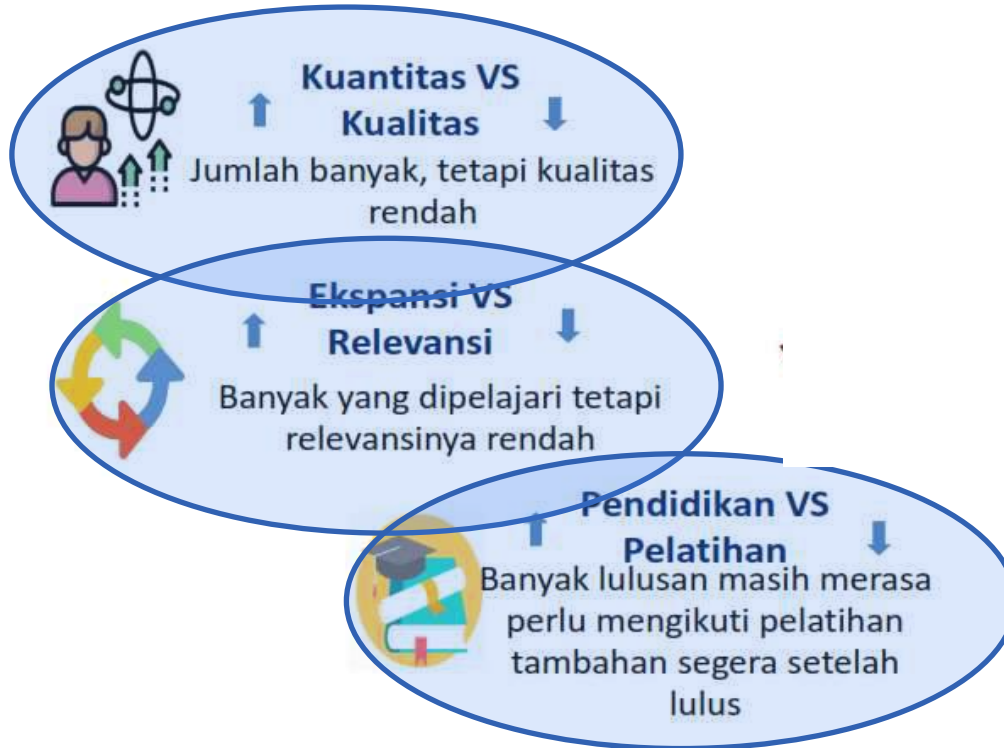 Kuantitas VS
Kualitas
Jumlah banyak, tetapi kualitas
rendah
Ekspansi VS
Relevansi
Banyak yang dipelajari tetapi
relevansinya rendah
Pendidikan VS
Pelatihan
Banyak lulusan masih merasa
perlu mengikuti pelatihan
tambahan segera setelah
lulus